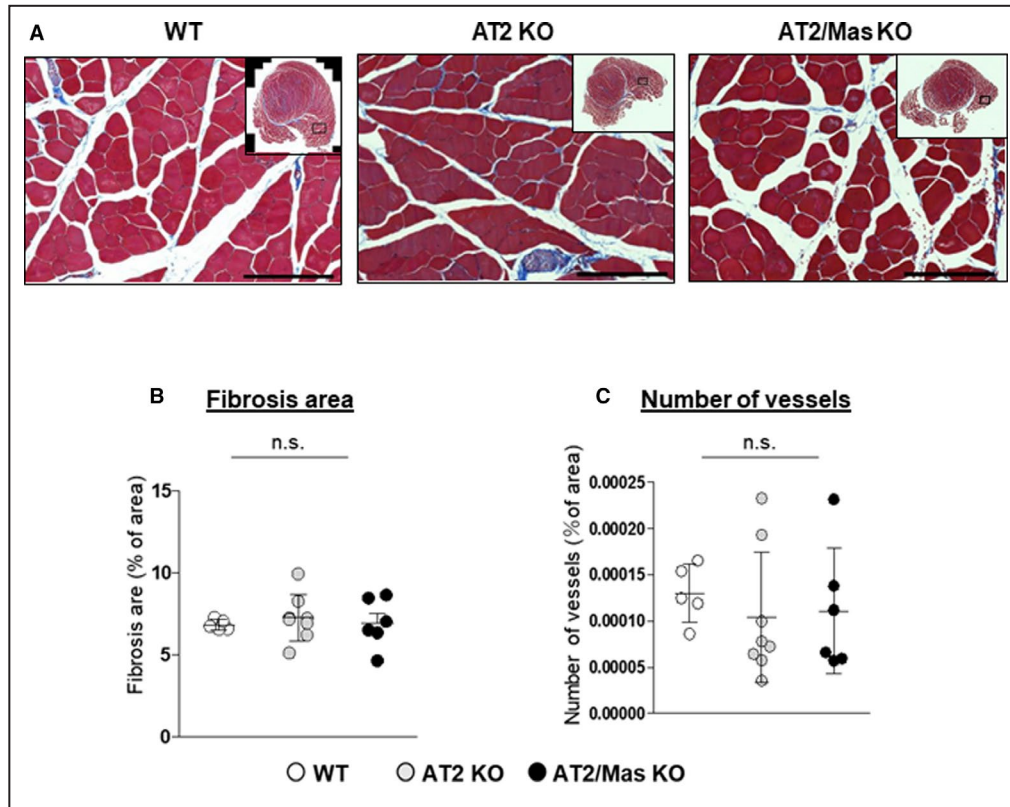 A
WT
AT2 KO
AT2/Mas KO
B
Fibrosis area
n.s.
Fibrosis are (% of area)
15
10
5
0
C
Number of vessels
n.s.
Number of vessels (% of area)
0.00025
0.00020
0.00015
0.00010
0.00005
0.00000
WT
AT2 KO
AT2/Mas KO